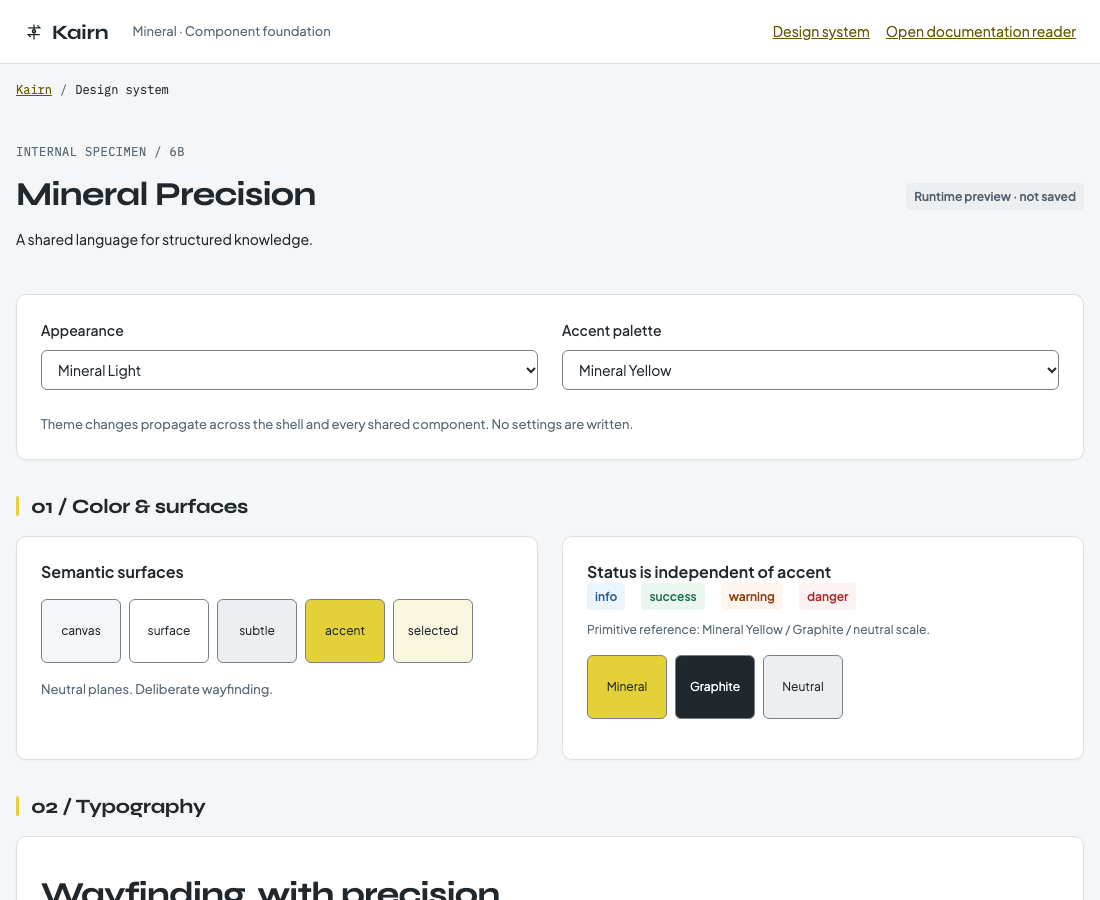 Kairn
Mineral · Component foundation
Design system
Open documentation reader
Kairn / Design system
INTERNAL SPECIMEN / 6B
Mineral Precision
Runtime preview · not saved
A shared language for structured knowledge.
Appearance
Accent palette
Mineral Light
Mineral Yellow
Theme changes propagate across the shell and every shared component. No settings are written.
01 / Color & surfaces
Semantic surfaces
canvas
surface
subtle
accent
selected
Neutral planes. Deliberate wayfinding.
Status is independent of accent
info
success
warning
danger
Primitive reference: Mineral Yellow / Graphite / neutral scale.
Mineral
Graphite
Neutral
02 / Typography
Wayfinding, with precision